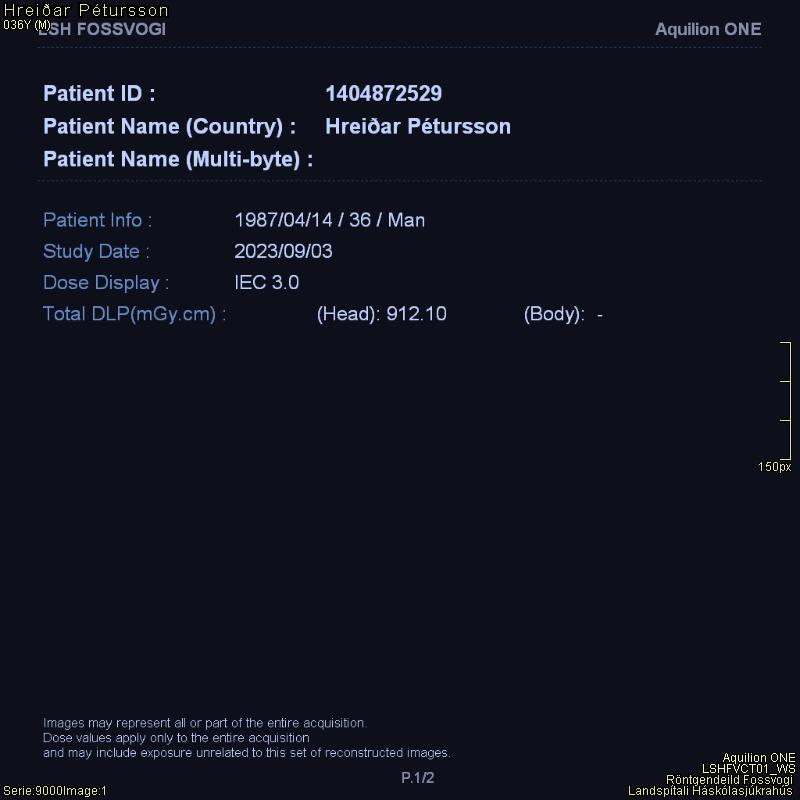 Hreiðar Pétursson
036Y (M)
LSH FOSSVOGI Aquilion ONE
Patient ID : 1404872529
Patient Name (Country) : Hreiðar Pétursson
Patient Name (Multi-byte) :
Patient Info : 1987/04/14 / 36 / Man
Study Date : 2023/09/03
Dose Display : IEC 3.0
Total DLP(mGy.cm) : (Head): 912.10 (Body): -
150px
Images may represent all or part of the entire acquisition.
Dose values apply only to the entire acquisition
and may include exposure unrelated to this set of reconstructed images.
P.1/2
Aquilion ONE
LSHFVCT01_WS
Röntgendeild Fossvogi
Serie:9000Image:1 Landspítali Háskólasjúkrahús